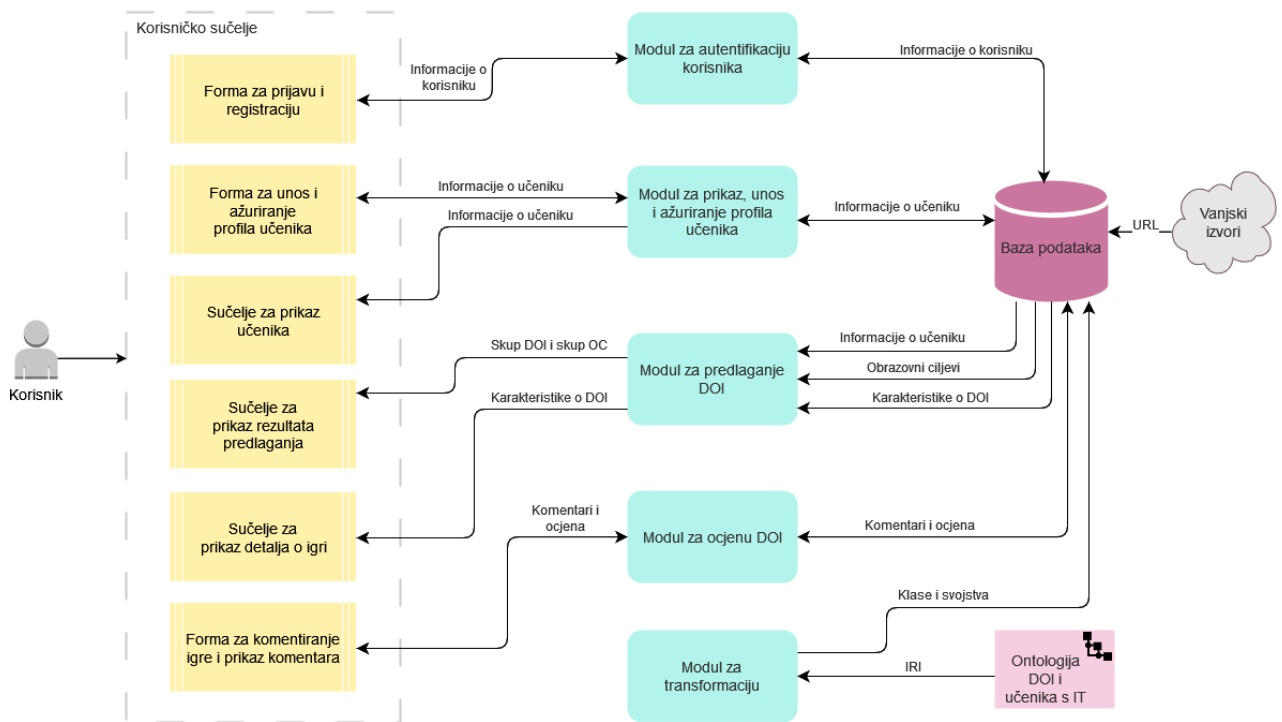 Korisničko sučelje
Forma za prijavu i
registraciju
Informacije o
korisniku
Modul za autentifikaciju
korisnika
Informacije o korisniku
Forma za unos i
ažuriranje
profila učenika
Informacije o učeniku
Informacije o učeniku
Modul za prikaz, unos
i ažuriranje profila
učenika
Informacije o učeniku
Baza podataka
URL
Vanjski
izvori
Sučelje za prikaz
učenika
Korisnik
Skup DOI i skup OC
Karakteristike o DOI
Modul za predlaganje
DOI
Informacije o učeniku
Obrazovni ciljevi
Karakteristike o DOI
Sučelje za
prikaz rezultata
predlaganja
Sučelje za
prikaz detalja o igri
Komentari i
ocjena
Modul za ocjenu DOI
Komentari i ocjena
Forma za komentiranje
igre i prikaz komentara
Modul za
transformaciju
Klase i svojstva
IRI
Ontologija
DOI i
učenika s IT